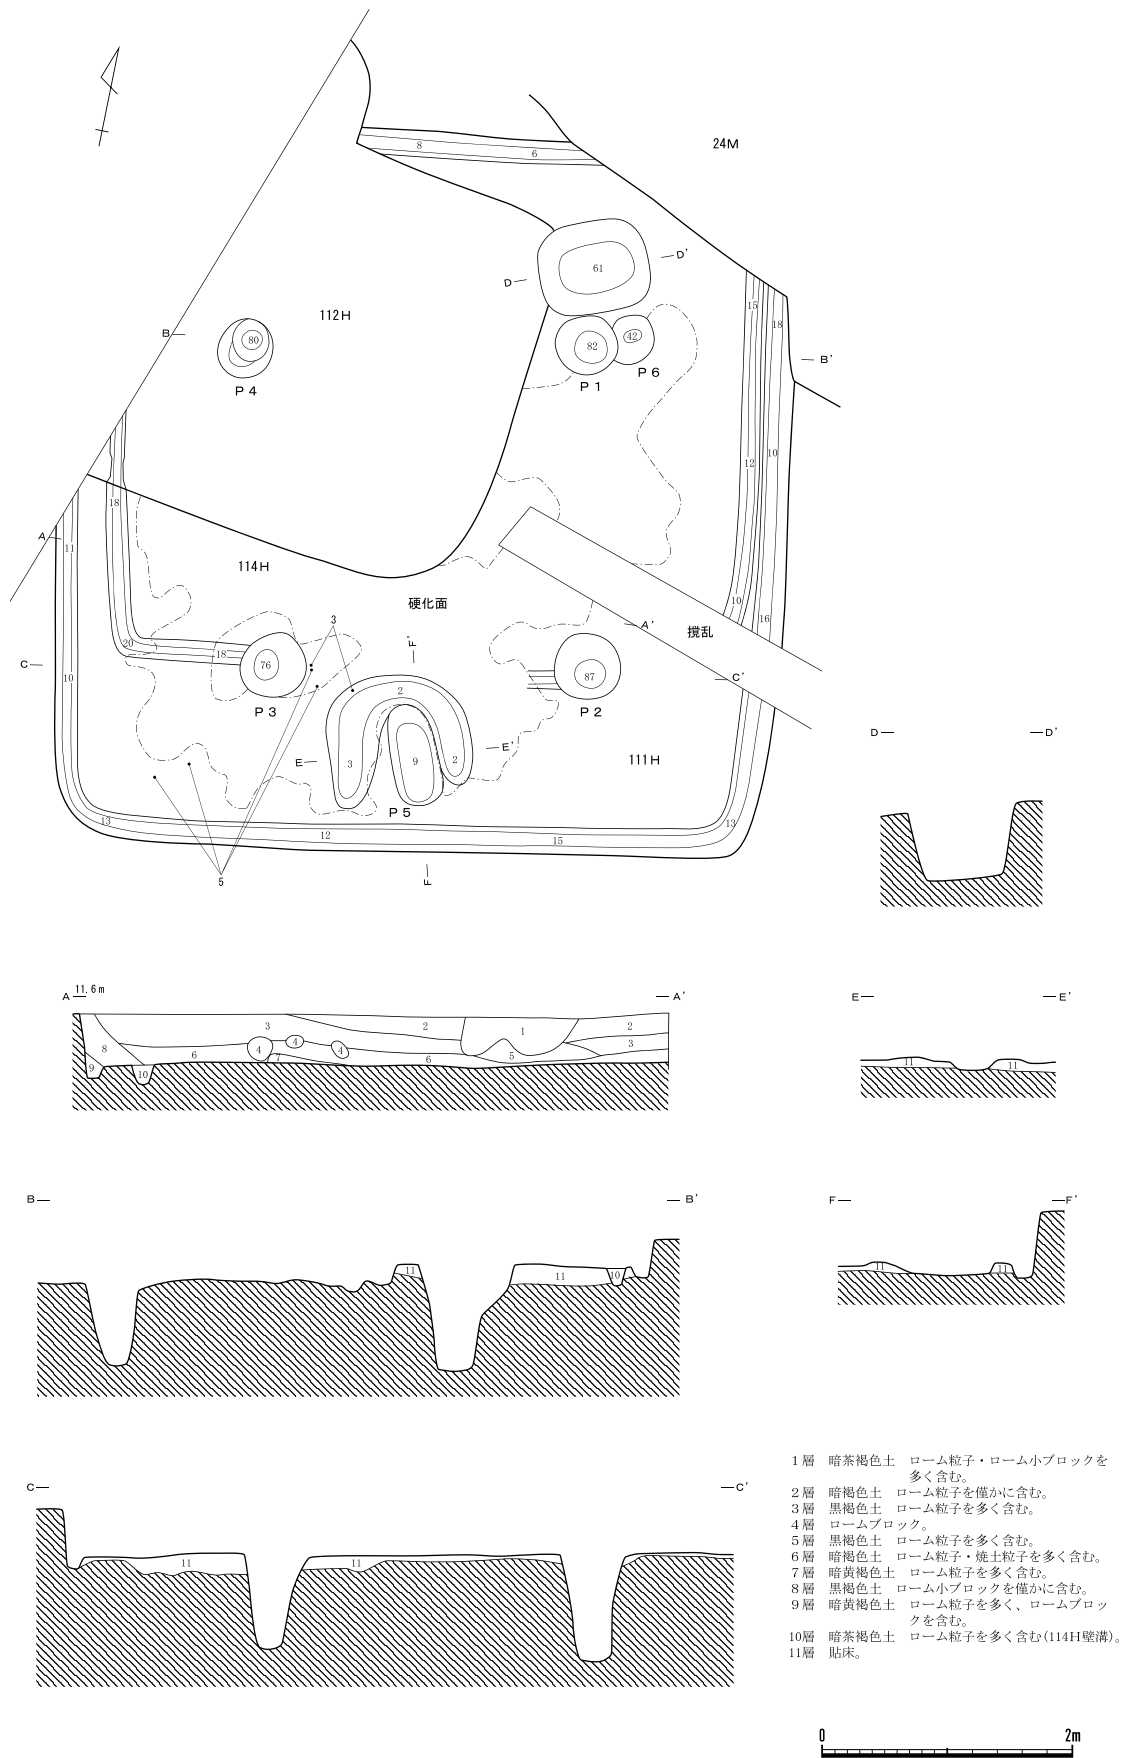 24M
8
6
D
D'
61
15
18
112H
B
80
82
42
B'
P 6
P 4
P 1
12
10
18
A
11
114H
硬化面
3
10
16
F'
A'
撹乱
20
18
C
76
87
10
C'
2
P 3
P 2
E'
E
3
9
2
111H
D
D'
P 5
13
12
15
13
5
F
A
11.6m
A'
E
E'
3
2
1
2
4
8
4
3
6
4
7
6
5
9
10
11
11
B
B'
F
F'
11
11
10
11
11
C
C'
11
11
1層 暗茶褐色土 ローム粒子・ローム小ブロックを
多く含む。
2層 暗褐色土 ローム粒子を僅かに含む。
3層 黒褐色土 ローム粒子を多く含む。
4層 ロームブロック。
5層 黒褐色土 ローム粒子を多く含む。
6層 暗褐色土 ローム粒子・焼土粒子を多く含む。
7層 暗黄褐色土 ローム粒子を多く含む。
8層 黒褐色土 ローム小ブロックを僅かに含む。
9層 暗黄褐色土 ローム粒子を多く、ロームブロッ
クを含む。
10層 暗茶褐色土 ローム粒子を多く含む(114H壁溝)。
11層 貼床。
0
2m